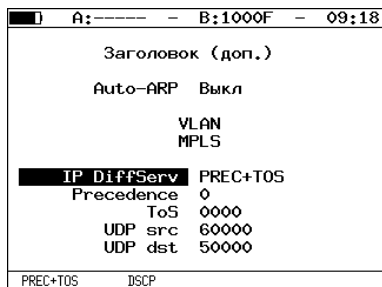 A:----- - B:1000F - 09:18
Заголовок (доп.)
Auto-ARP Выкл
VLAN
MPLS
IP DiffServ PREC+TOS
Precedence 0
ToS 0000
UDP src 60000
UDP dst 50000
PREC+TOS DSCP